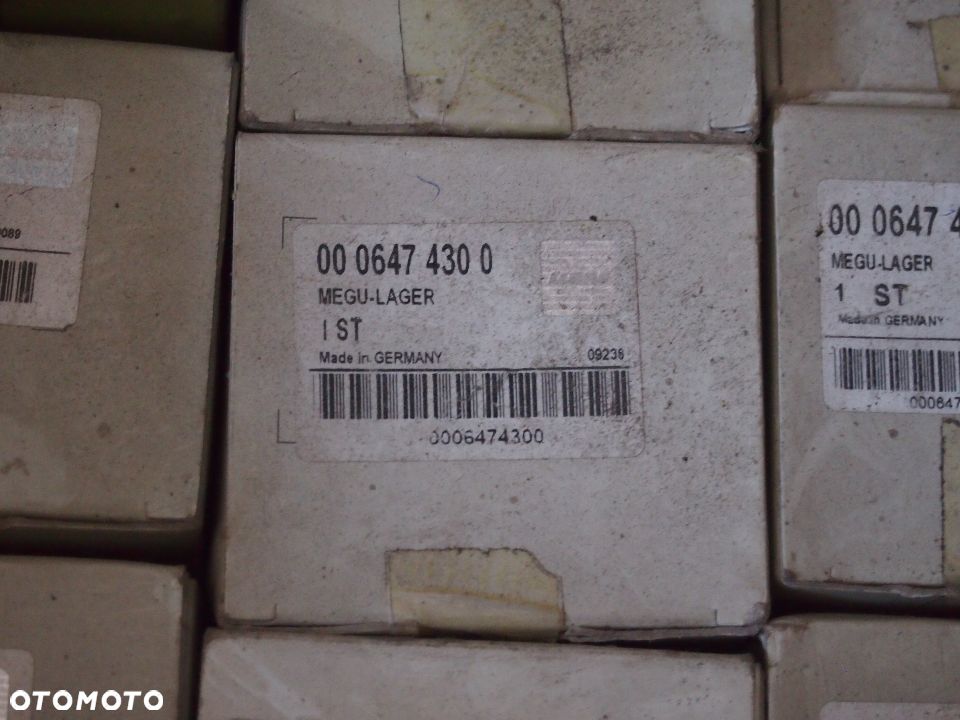 00 0647 430 0
MEGU-LAGER
1 ST
Made in GERMANY
09236
0006474300
00 0647 4
MEGU-LAGER
1 ST
Made in GERMANY
000647
089
OTOMOTO